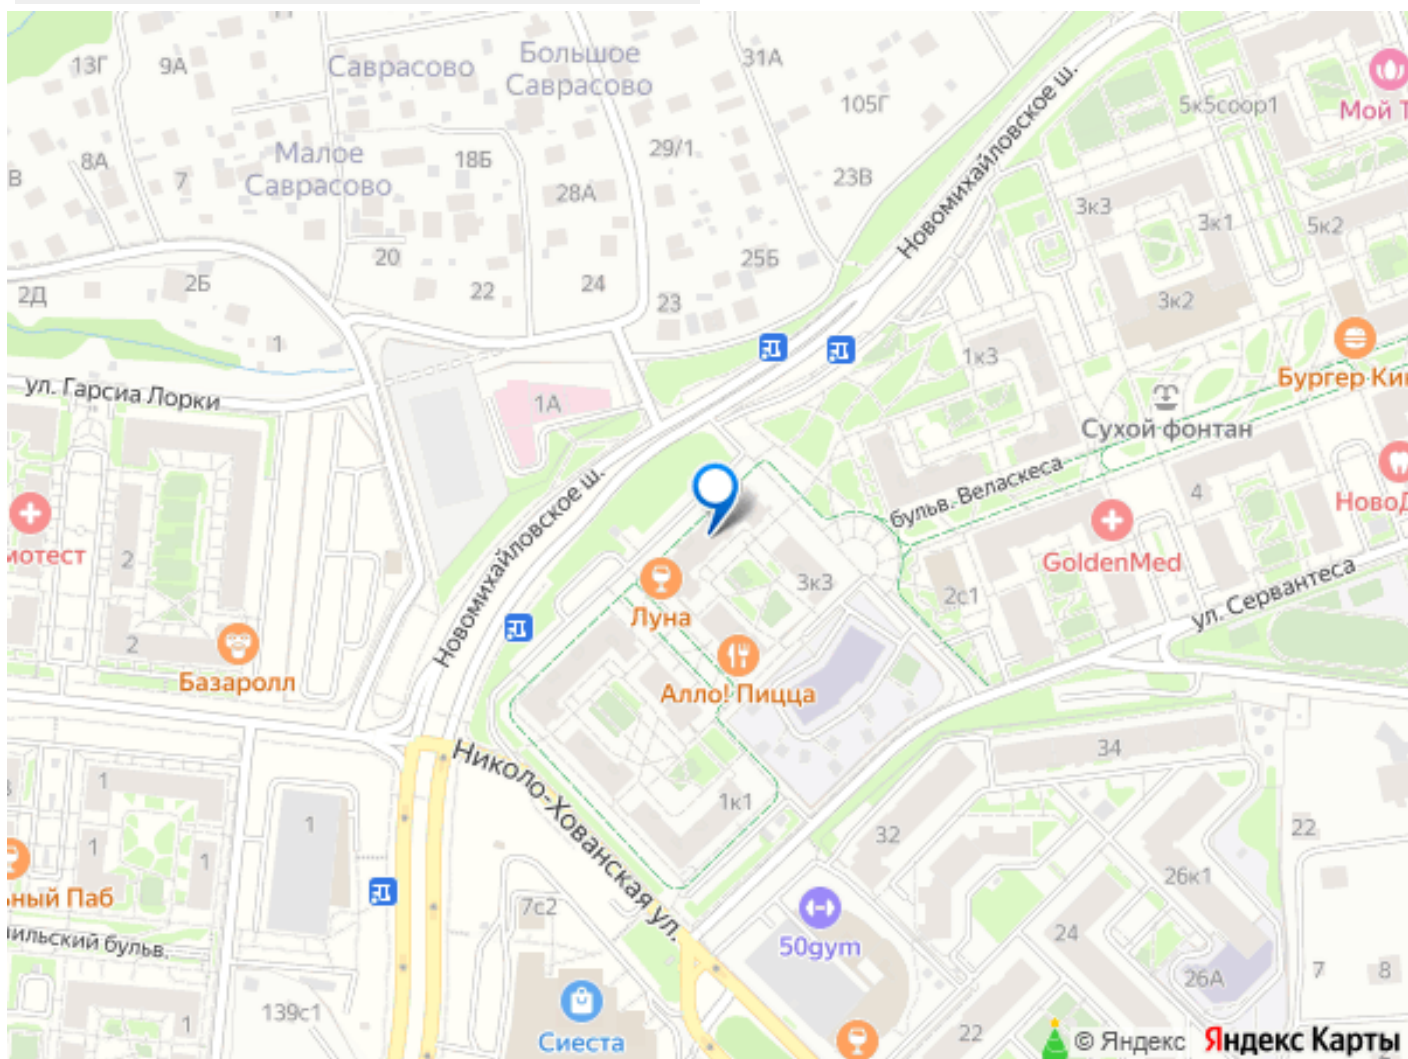 Большое
Саврасово
Саврасово
31А
13Г
9А
105Г
5к5соор1
Мой Т
Малое
Саврасово
18Б
29/1
8А
7
В
28А
23В
Новомихайловское ш.
3к3
3к1
5к2
20
25Б
2Б
2Д
22
24
23
3к2
1
1к3
Бургер Кин
ул. Гарсиа Лорки
1А
Сухой фонтан
Новомихайловское ш.
бульв. Веласкеса
4
НовоД
мотест
2
GoldenMed
3к3
2с1
ул. Сервантеса
Луна
2
Базаролл
Алло! Пицца
Николо-Хованская ул.
34
1
1к1
1
32
22
1
1
26к1
ьный Паб
7с2
50gym
24
ильский бульв.
26А
7
8
139с1
1
Сиеста
22
© Яндекс Яндекс Карты